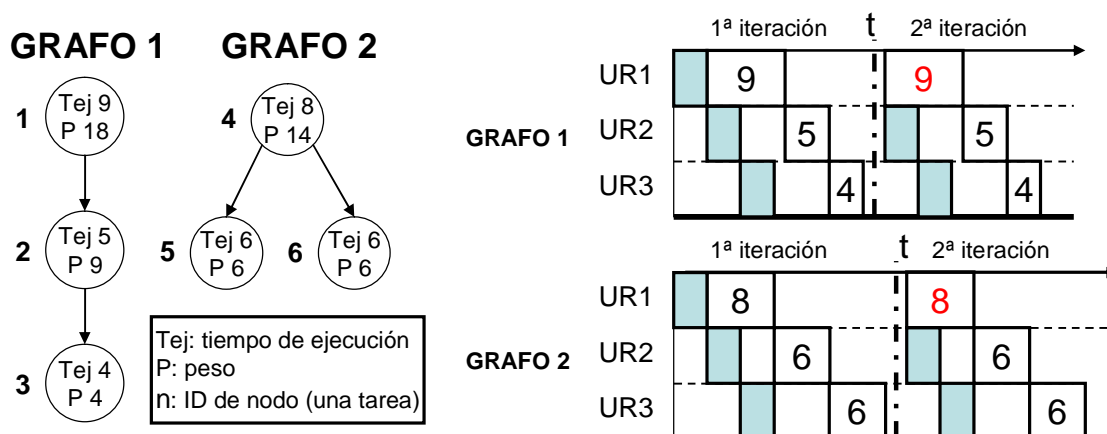 GRAFO 1
GRAFO 2
1
Tej 9
P 18
2
Tej 5
P 9
3
Tej 4
P 4
4
Tej 8
P 14
5
Tej 6
P 6
6
Tej 6
P 6
Tej: tiempo de ejecución
P: peso
n: ID de nodo (una tarea)
1ª iteración
t
2ª iteración
GRAFO 1
UR1
9
9
UR2
5
5
UR3
4
4
1ª iteración
t
2ª iteración
GRAFO 2
UR1
8
8
UR2
6
6
UR3
6
6